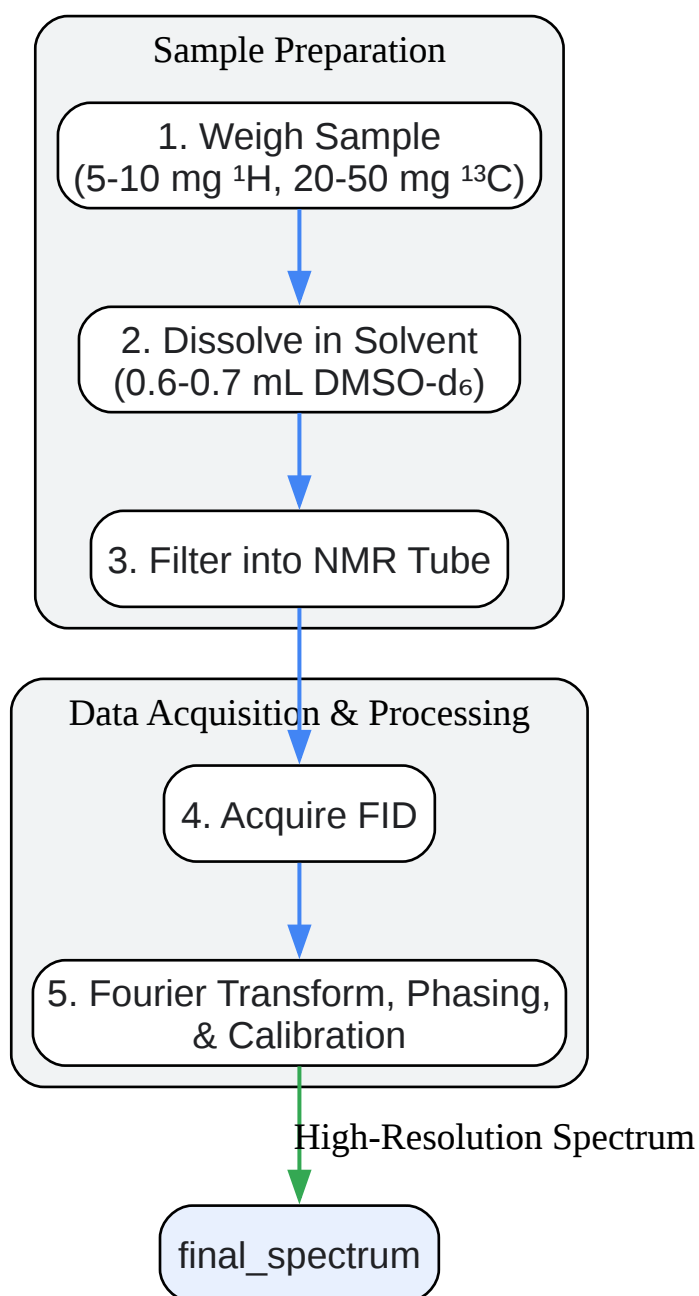 Sample Preparation
1. Weigh Sample
(5-10 mg ¹H, 20-50 mg ¹³C)
2. Dissolve in Solvent
(0.6-0.7 mL DMSO-d₆)
3. Filter into NMR Tube
Data Acquisition & Processing
4. Acquire FID
5. Fourier Transform, Phasing,
& Calibration
High-Resolution Spectrum
final_spectrum